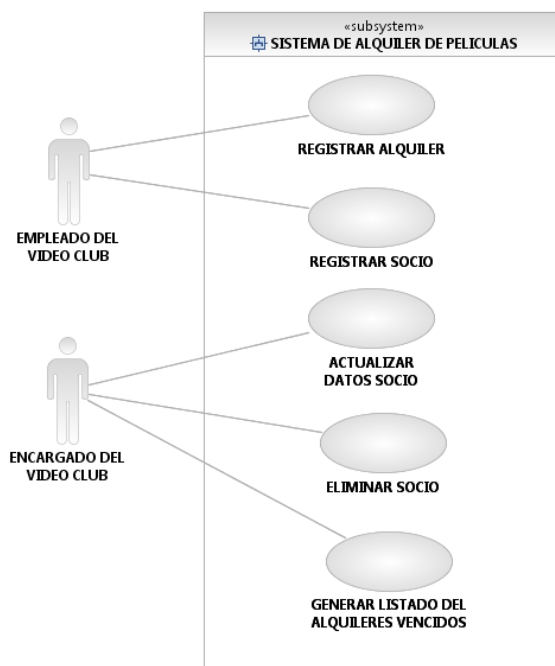 «subsystem»
SISTEMA DE ALQUILER DE PELICULAS
REGISTRAR ALQUILER
EMPLEADO DEL
VIDEO CLUB
REGISTRAR SOCIO
ACTUALIZAR
DATOS SOCIO
ENCARGADO DEL
VIDEO CLUB
ELIMINAR SOCIO
GENERAR LISTADO DEL
ALQUILERES VENCIDOS